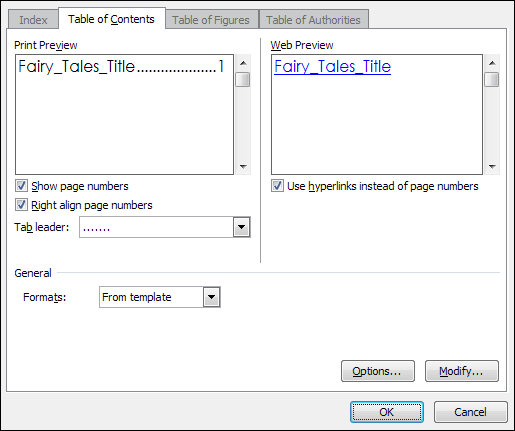 Index
Table of Contents
Table of Figures
Table of Authorities
Print Preview
Fairy_Tales_Title.....................1
Show page numbers
Right align page numbers
Tab leader: .......
Web Preview
Fairy_Tales_Title
Use hyperlinks instead of page numbers
General
Formats: From template
Options...
Modify...
OK
Cancel